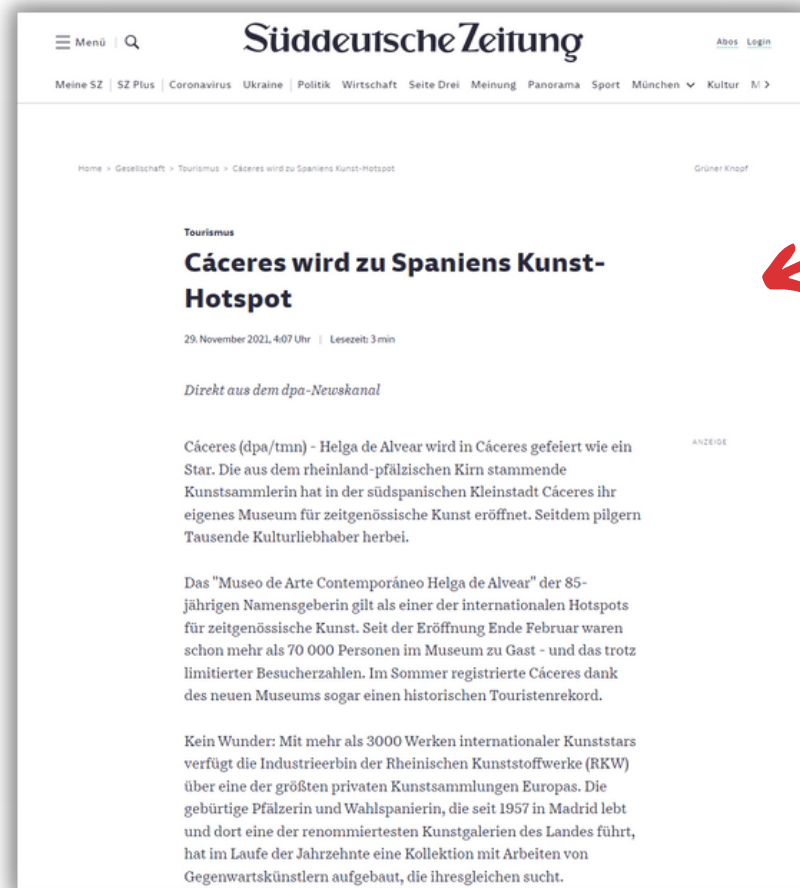 Menü
Süddeutsche Zeitung
Abos Login
Meine SZ | SZ Plus | Coronavirus Ukraine | Politik Wirtschaft Seite Drei Meinung Panorama Sport München Kultur M
Home > Gesellschaft > Tourismus > Cáceres wird zu Spaniens Kunst-Hotspot
Grüner Knopf
Tourismus
Cáceres wird zu Spaniens Kunst-
Hotspot
29. November 2021, 4:07 Uhr | Lesezeit: 3 min
Direkt aus dem dpa-Newskanal
ANZEIGE
Cáceres (dpa/tmn) - Helga de Alvear wird in Cáceres gefeiert wie ein
Star. Die aus dem rheinland-pfälzischen Kirn stammende
Kunstsammlerin hat in der südspanischen Kleinstadt Cáceres ihr
eigenes Museum für zeitgenössische Kunst eröffnet. Seitdem pilgern
Tausende Kulturliebhaber herbei.
Das "Museo de Arte Contemporáneo Helga de Alvear" der 85-
jährigen Namensgeberin gilt als einer der internationalen Hotspots
für zeitgenössische Kunst. Seit der Eröffnung Ende Februar waren
schon mehr als 70 000 Personen im Museum zu Gast - und das trotz
limitierter Besucherzahlen. Im Sommer registrierte Cáceres dank
des neuen Museums sogar einen historischen Touristenrekord.
Kein Wunder: Mit mehr als 3000 Werken internationaler Kunststars
verfügt die Industrieerbin der Rheinischen Kunststoffwerke (RKW)
über eine der größten privaten Kunstsammlungen Europas. Die
gebürtige Pfälzerin und Wahlspanierin, die seit 1957 in Madrid lebt
und dort eine der renommiertesten Kunstgalerien des Landes führt,
hat im Laufe der Jahrzehnte eine Kollektion mit Arbeiten von
Gegenwartskünstlern aufgebaut, die ihresgleichen sucht.